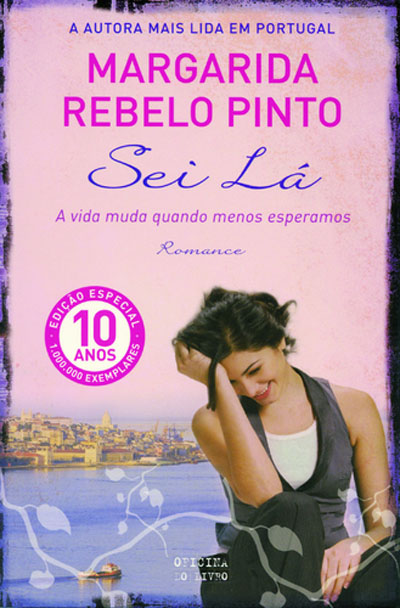 A AUTORA MAIS LIDA EM PORTUGAL
MARGARIDA
REBELO PINTO
Sei Lá
A vida muda quando menos esperamos
Romance
EDIÇÃO ESPECIAL
10
ANOS
1.000.000 EXEMPLARES
OFICINA
DO LIVRO